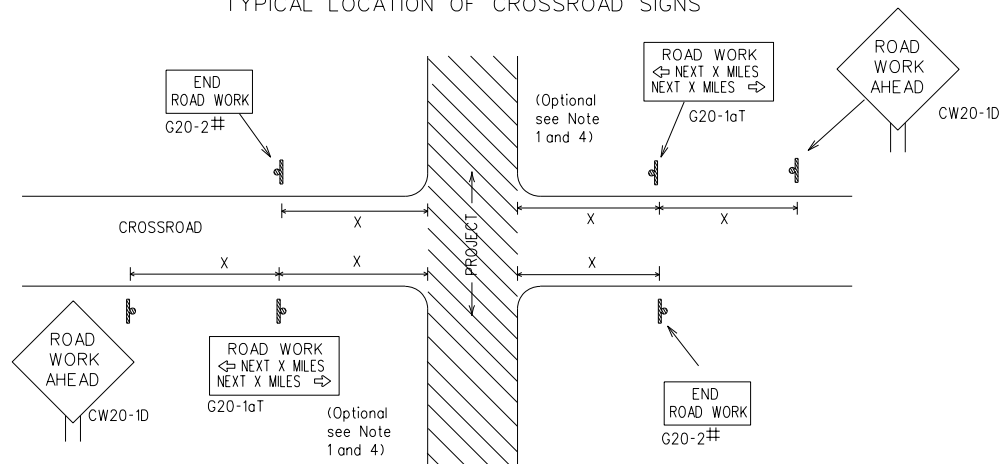 TYPICAL LOCATION OF CROSSROAD SIGNS
END
ROAD WORK
G20-2#
(Optional
see Note
1 and 4)
ROAD WORK
⇦ NEXT X MILES
NEXT X MILES ⇨
G20-1aT
ROAD
WORK
AHEAD
CW20-1D
X
X
X
CROSSROAD
PROJECT
X
X
X
ROAD
WORK
AHEAD
CW20-1D
ROAD WORK
⇦ NEXT X MILES
NEXT X MILES ⇨
G20-1aT
(Optional
see Note
1 and 4)
END
ROAD WORK
G20-2#